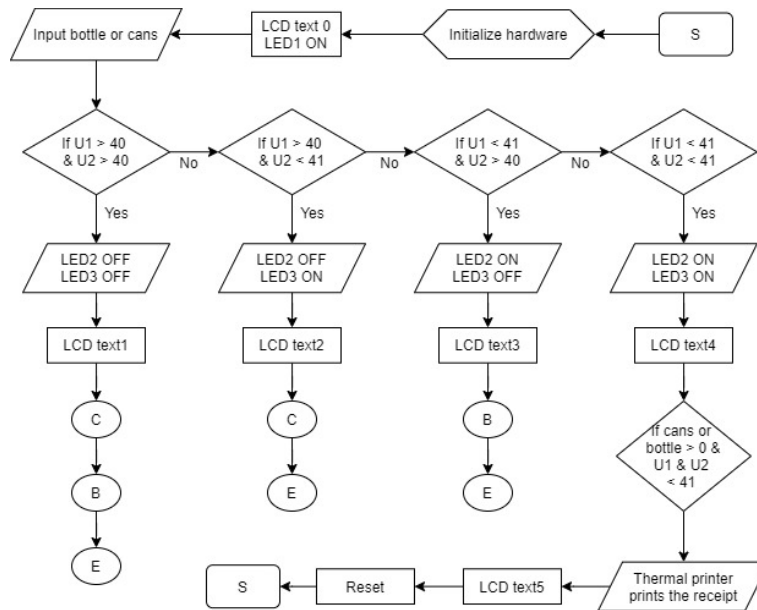 Input bottle or cans
LCD text 0
LED1 ON
Initialize hardware
S
If U1 > 40
& U2 > 40
No
If U1 > 40
& U2 < 41
No
If U1 < 41
& U2 > 40
No
If U1 < 41
& U2 < 41
Yes
Yes
Yes
Yes
LED2 OFF
LED3 OFF
LED2 OFF
LED3 ON
LED2 ON
LED3 OFF
LED2 ON
LED3 ON
LCD text1
LCD text2
LCD text3
LCD text4
C
C
B
If cans or
bottle > 0 &
U1 & U2
< 41
B
E
E
E
S
Reset
LCD text5
Thermal printer
prints the receipt